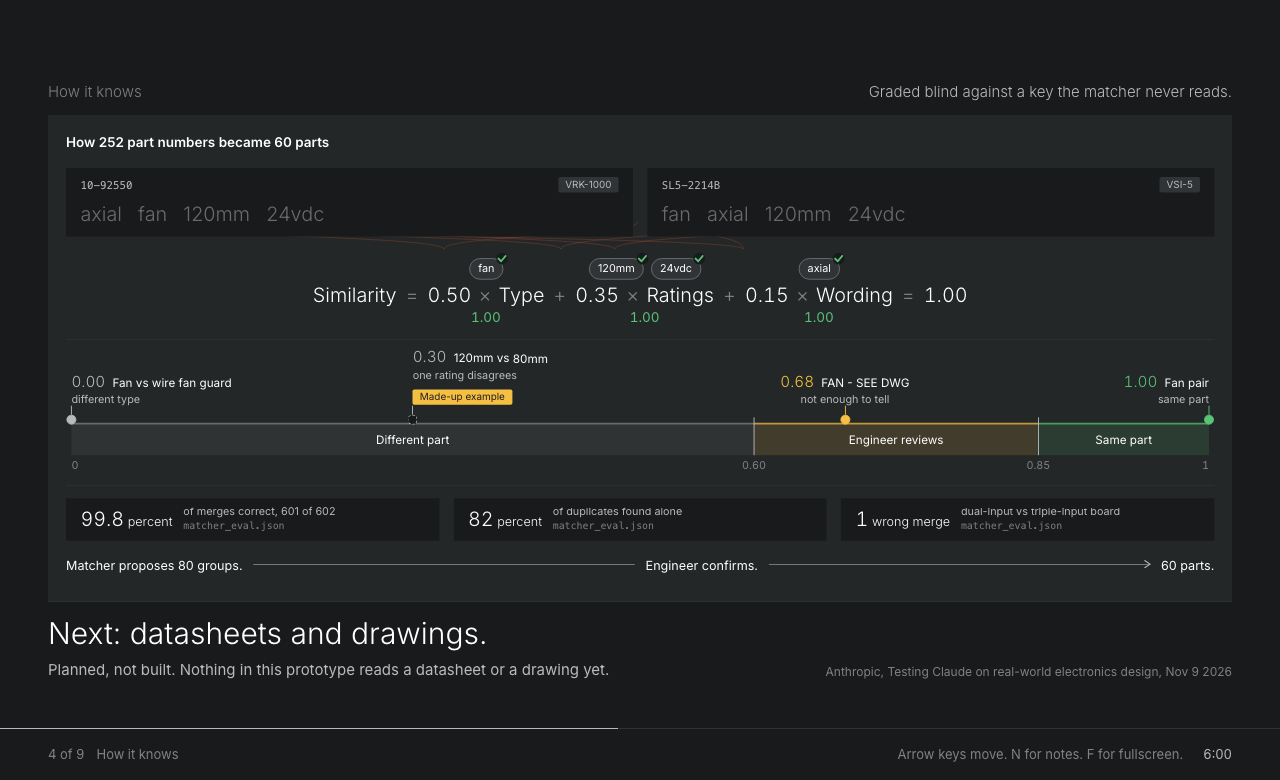 How it knows
Graded blind against a key the matcher never reads.
How 252 part numbers became 60 parts
10-92550 VRK-1000
axial fan 120mm 24vdc
SL5-2214B VSI-5
fan axial 120mm 24vdc
fan 120mm 24vdc axial
Similarity = 0.50 × Type + 0.35 × Ratings + 0.15 × Wording = 1.00
1.00 1.00 1.00
0.00 Fan vs wire fan guard
different type
0.30 120mm vs 80mm
one rating disagrees
Made-up example
0.68 FAN - SEE DWG
not enough to tell
1.00 Fan pair
same part
Different part Engineer reviews Same part
0 0.60 0.85 1
99.8 percent of merges correct, 601 of 602
matcher_eval.json
82 percent of duplicates found alone
matcher_eval.json
1 wrong merge dual-input vs triple-input board
matcher_eval.json
Matcher proposes 80 groups. Engineer confirms. 60 parts.
Next: datasheets and drawings.
Planned, not built. Nothing in this prototype reads a datasheet or a drawing yet.
Anthropic, Testing Claude on real-world electronics design, Nov 9 2026
4 of 9 How it knows
Arrow keys move. N for notes. F for fullscreen. 6:00